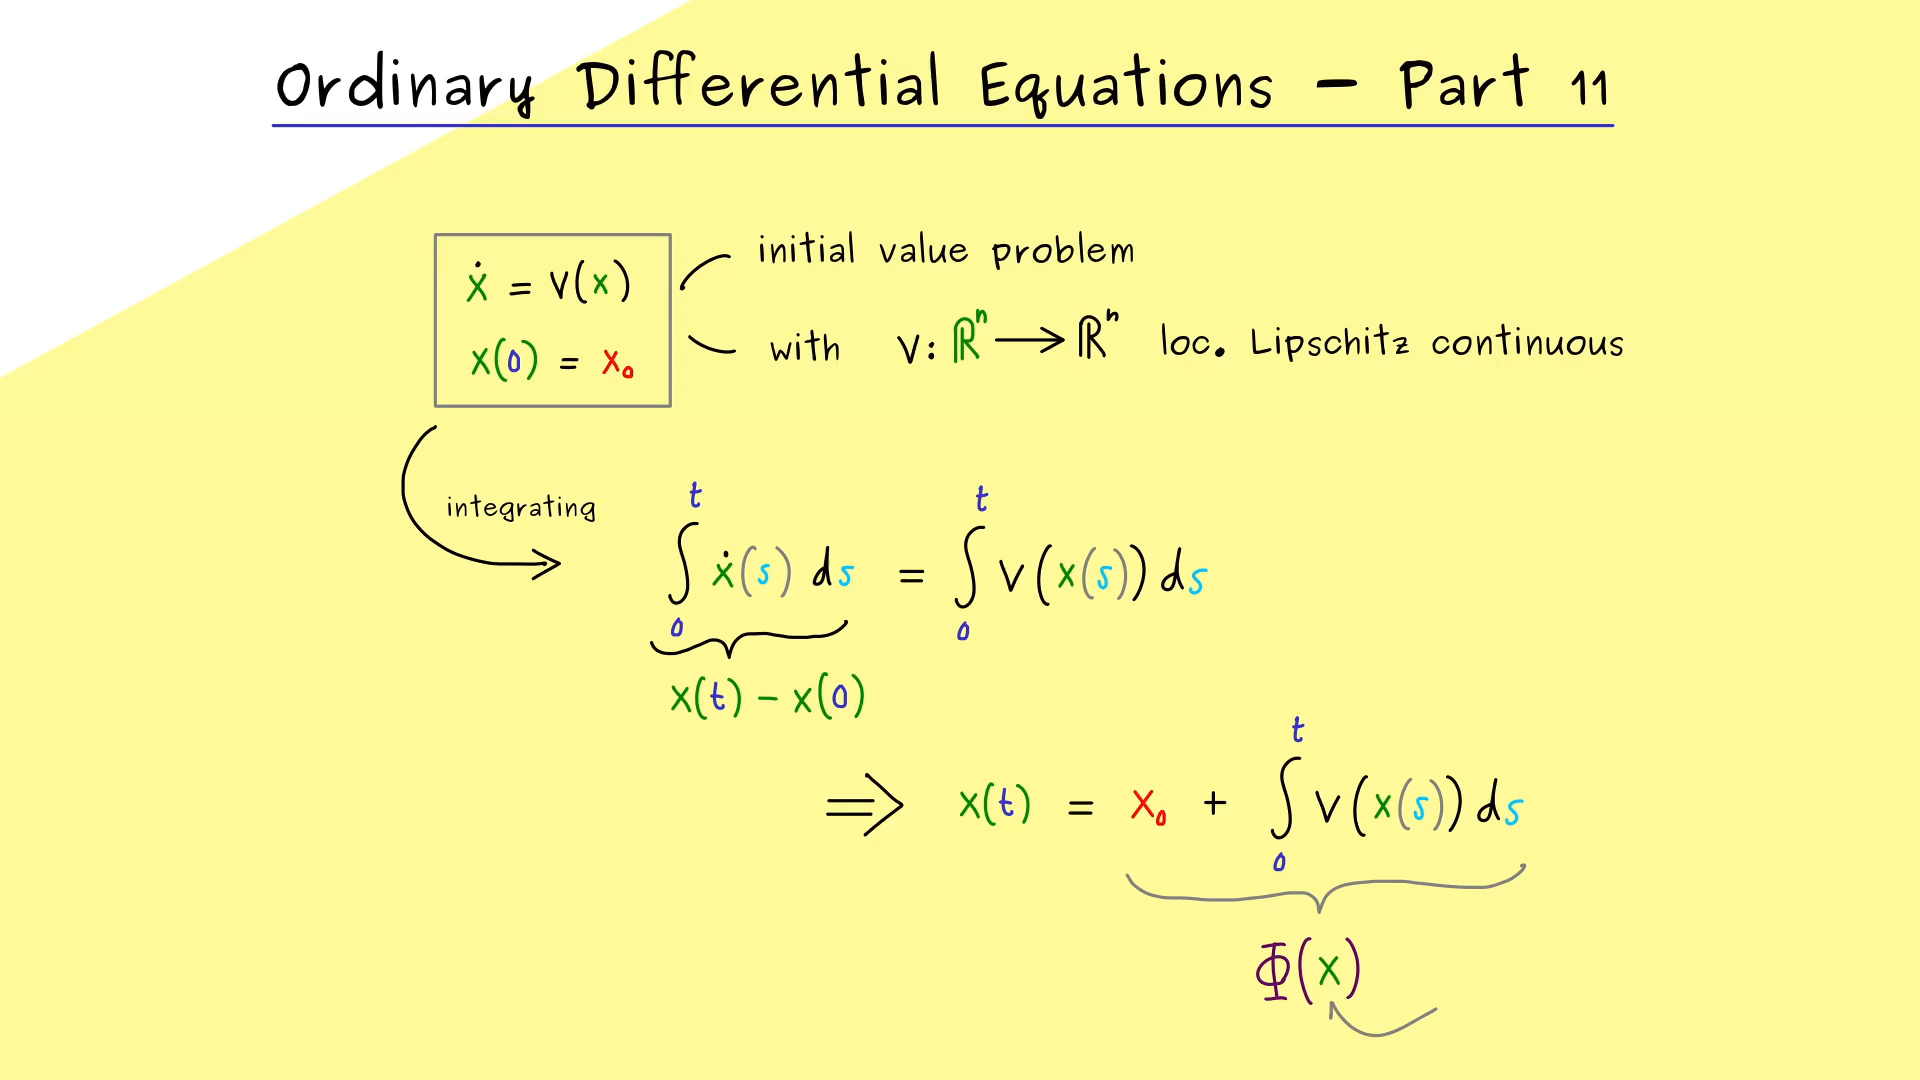 Ordinary Differential Equations – Part 11
ẋ = v(x)
x(0) = x₀
initial value problem
with v: ℝⁿ ⟶ ℝⁿ loc. Lipschitz continuous
integrating
∫₀ᵗ ẋ(s) ds = ∫₀ᵗ v(x(s)) ds
x(t) – x(0)
⟹ x(t) = x₀ + ∫₀ᵗ v(x(s)) ds
Φ(x)